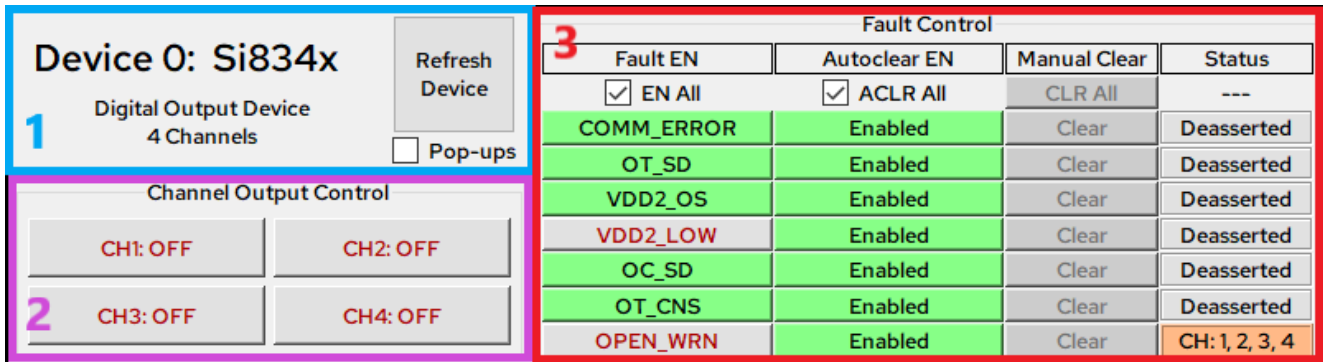 1
Device 0: Si834x
Digital Output Device
4 Channels
Refresh
Device
Pop-ups
2
Channel Output Control
CH1: OFF CH2: OFF
CH3: OFF CH4: OFF
3
Fault Control
Fault EN Autoclear EN Manual Clear Status
EN All ACLR All CLR All ---
COMM_ERROR Enabled Clear Deasserted
OT_SD Enabled Clear Deasserted
VDD2_OS Enabled Clear Deasserted
VDD2_LOW Enabled Clear Deasserted
OC_SD Enabled Clear Deasserted
OT_CNS Enabled Clear Deasserted
OPEN_WRN Enabled Clear CH: 1, 2, 3, 4